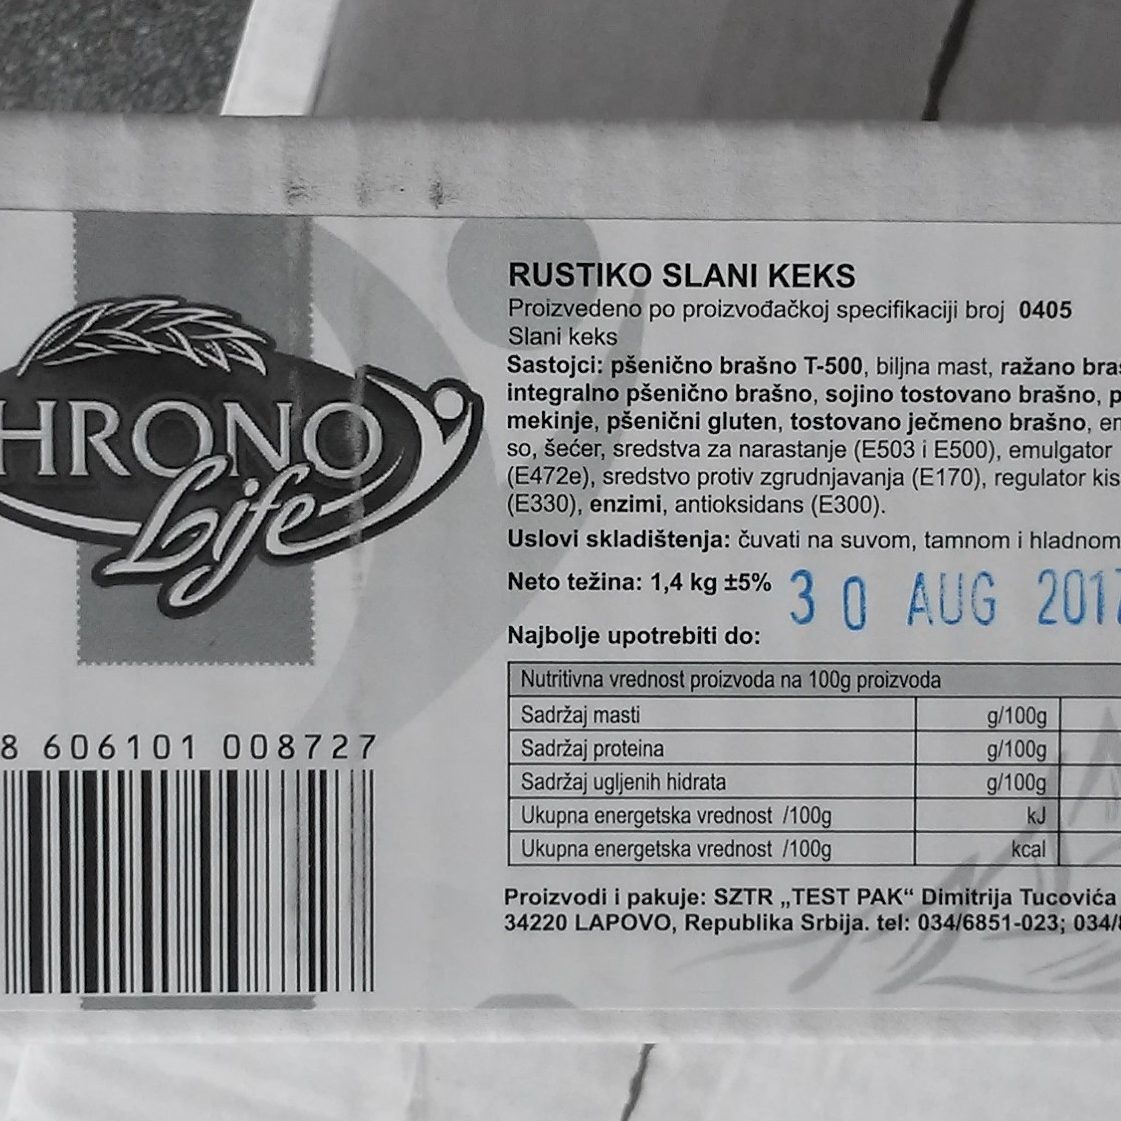 HRONO
Life
8 606101 008727
RUSTIKO SLANI KEKS
Proizvedeno po proizvođačkoj specifikaciji broj 0405
Slani keks
Sastojci: pšenično brašno T-500, biljna mast, ražano
integralno pšenično brašno, sojino tostovano brašno,
mekinje, pšenični gluten, tostovano ječmeno brašno,
so, šećer, sredstva za narastanje (E503 i E500), emulgator
(E472e), sredstvo protiv zgrudnjavanja (E170), regulator
(E330), enzimi, antioksidans (E300).
Uslovi skladištenja: čuvati na suvom, tamnom i hladnom
Neto težina: 1,4 kg ±5%
30 AUG 2017
Najbolje upotrebiti do:
Nutritivna vrednost proizvoda na 100g proizvoda
Sadržaj masti g/100g
Sadržaj proteina g/100g
Sadržaj ugljenih hidrata g/100g
Ukupna energetska vrednost /100g kJ
Ukupna energetska vrednost /100g kcal
Proizvodi i pakuje: SZTR „TEST PAK“ Dimitrija Tucovića
34220 LAPOVO, Republika Srbija. tel: 034/6851-023; 034/